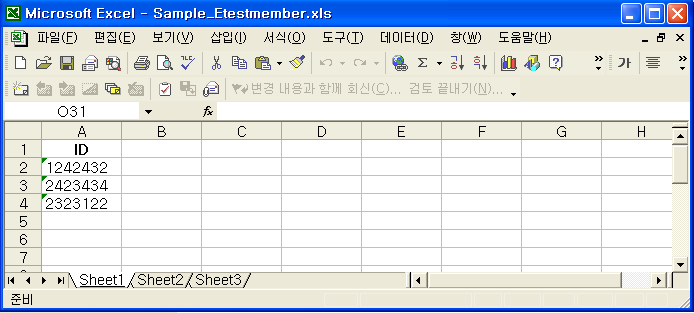 Microsoft Excel - Sample_Etestmember.xls
파일(F) 편집(E) 보기(V) 삽입(I) 서식(O) 도구(T) 데이터(D) 창(W) 도움말(H)
Σ 가
변경 내용과 함께 회신(C)... 검토 끝내기(N)...
O31 fx
A B C D E F G H
1 ID
2 1242432
3 2423434
4 2323122
5
6
7
Sheet1 Sheet2 Sheet3
준비